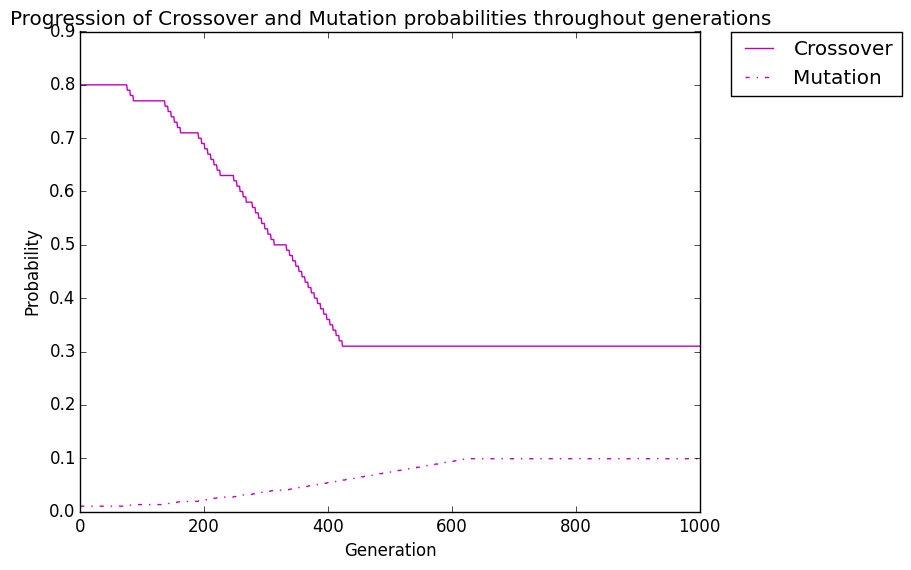 Progression of Crossover and Mutation probabilities throughout generations
Crossover
Mutation
0.9
0.8
0.7
0.6
0.5
0.4
0.3
0.2
0.1
0.0
Probability
0 200 400 600 800 1000
Generation